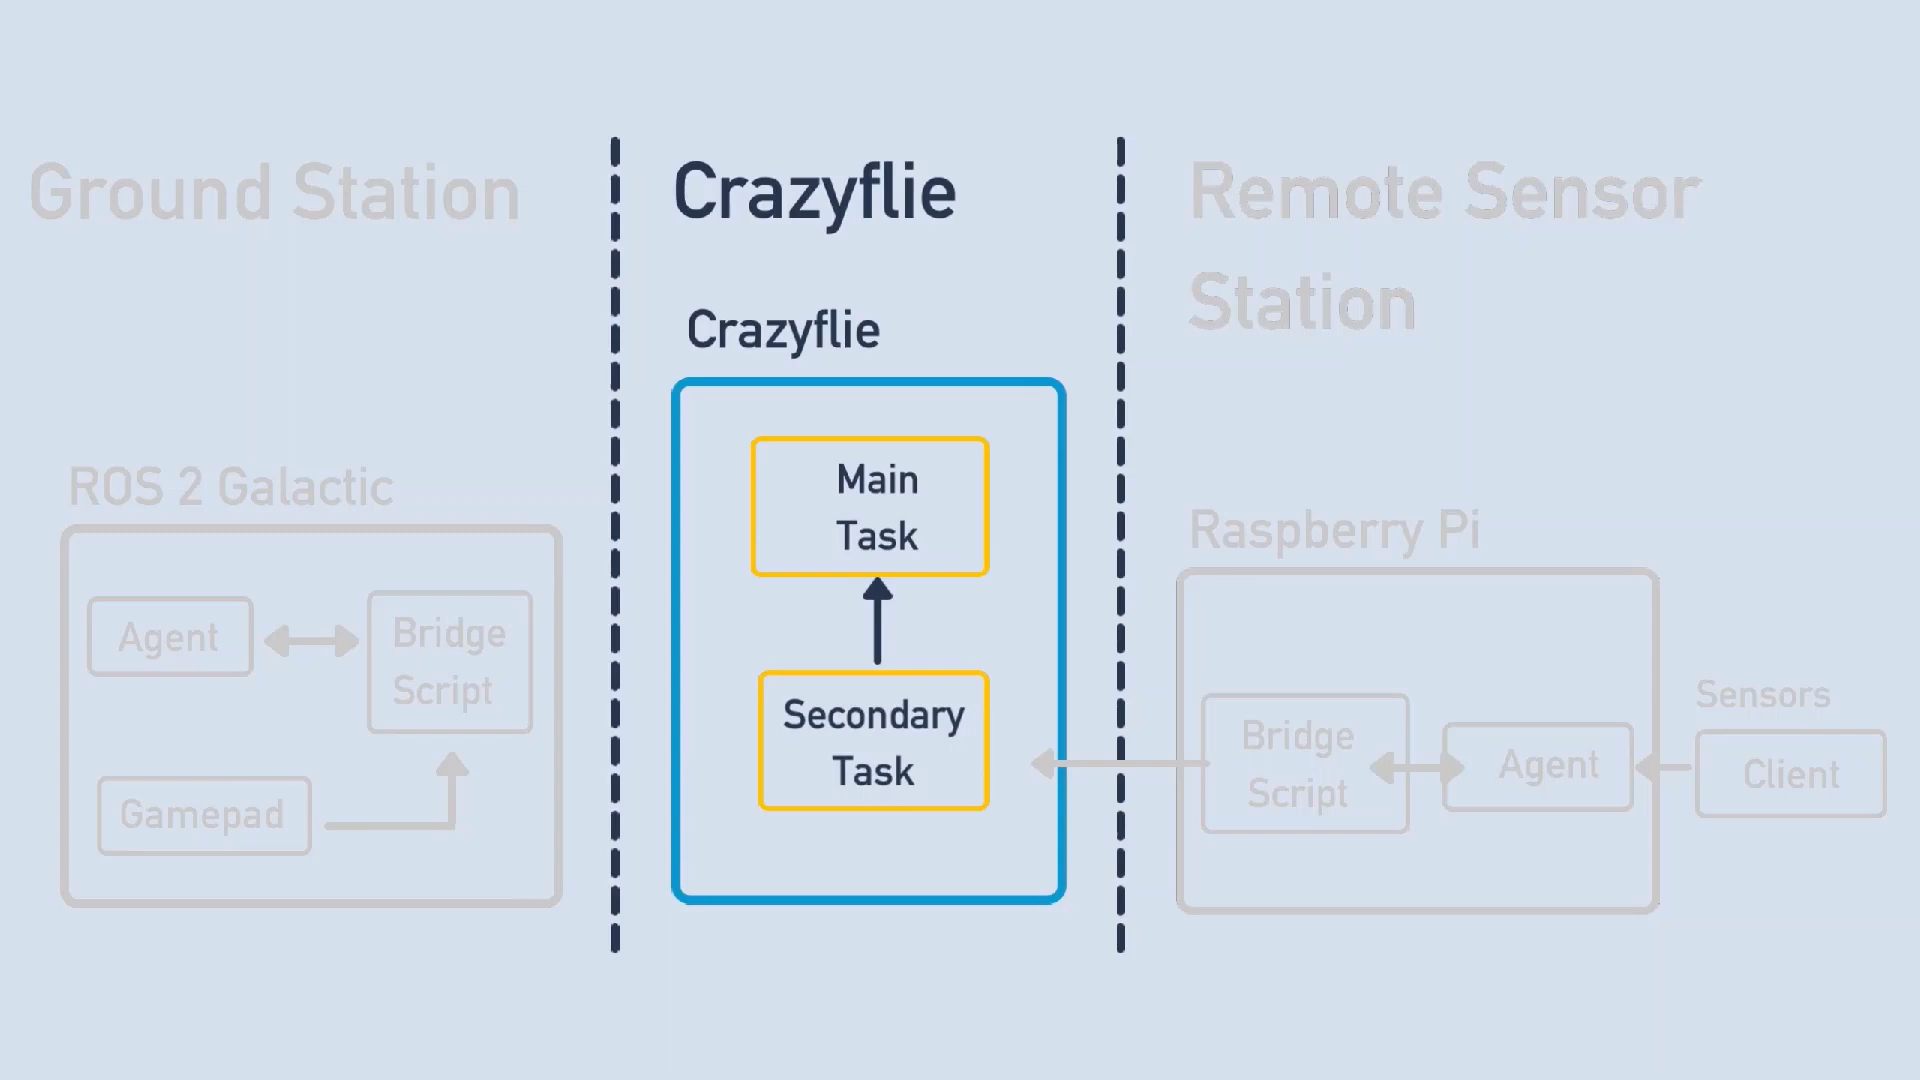 Ground Station
ROS 2 Galactic
Agent
Bridge
Script
Gamepad
Crazyflie
Crazyflie
Main
Task
Secondary
Task
Remote Sensor
Station
Raspberry Pi
Bridge
Script
Agent
Sensors
Client